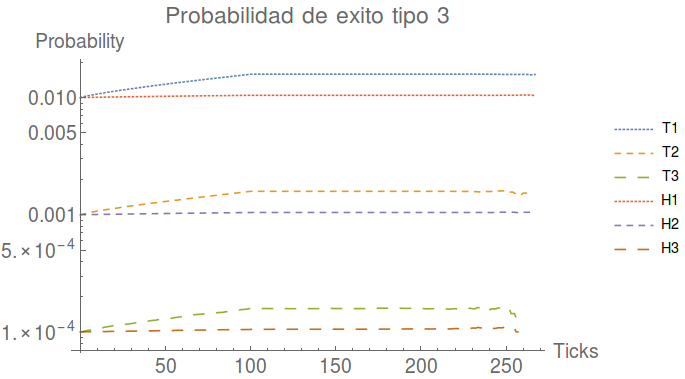 Probabilidad de exito tipo 3
Probability
0.010
0.005
0.001
5.×10⁻⁴
1.×10⁻⁴
50 100 150 200 250
Ticks
T1
T2
T3
H1
H2
H3